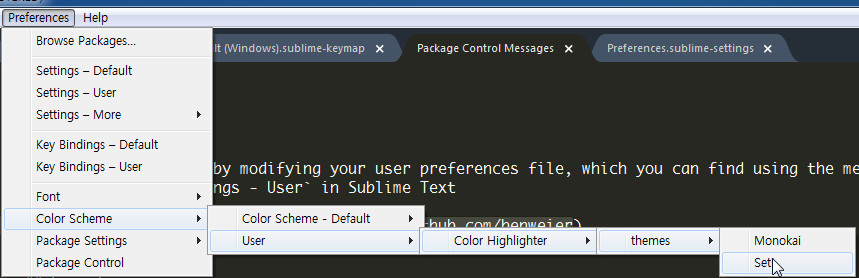 Preferences Help
Browse Packages...
lt (Windows).sublime-keymap
Package Control Messages
Preferences.sublime-settings
Settings – Default
Settings – User
Settings – More
Key Bindings – Default
Key Bindings – User
by modifying your user preferences file, which you can find using the me
ngs - User` in Sublime Text
Font
Color Scheme
Color Scheme - Default
hub.com/benweier)
Package Settings
User
Color Highlighter
themes
Monokai
Package Control
Set